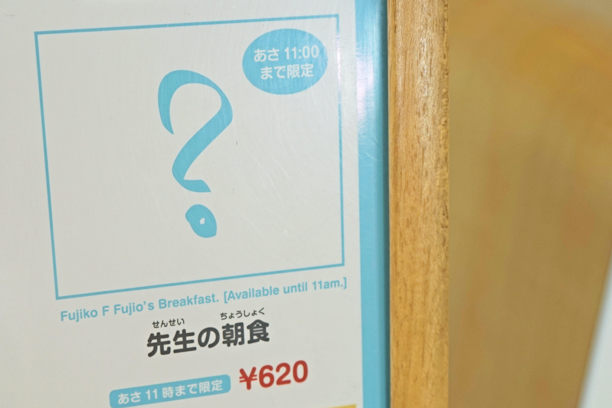 あさ 11:00
まで限定
?
Fujiko F Fujio's Breakfast. [Available until 11am.]
せんせい ちょうしょく
先生の朝食
あさ 11 時まで限定 ¥620